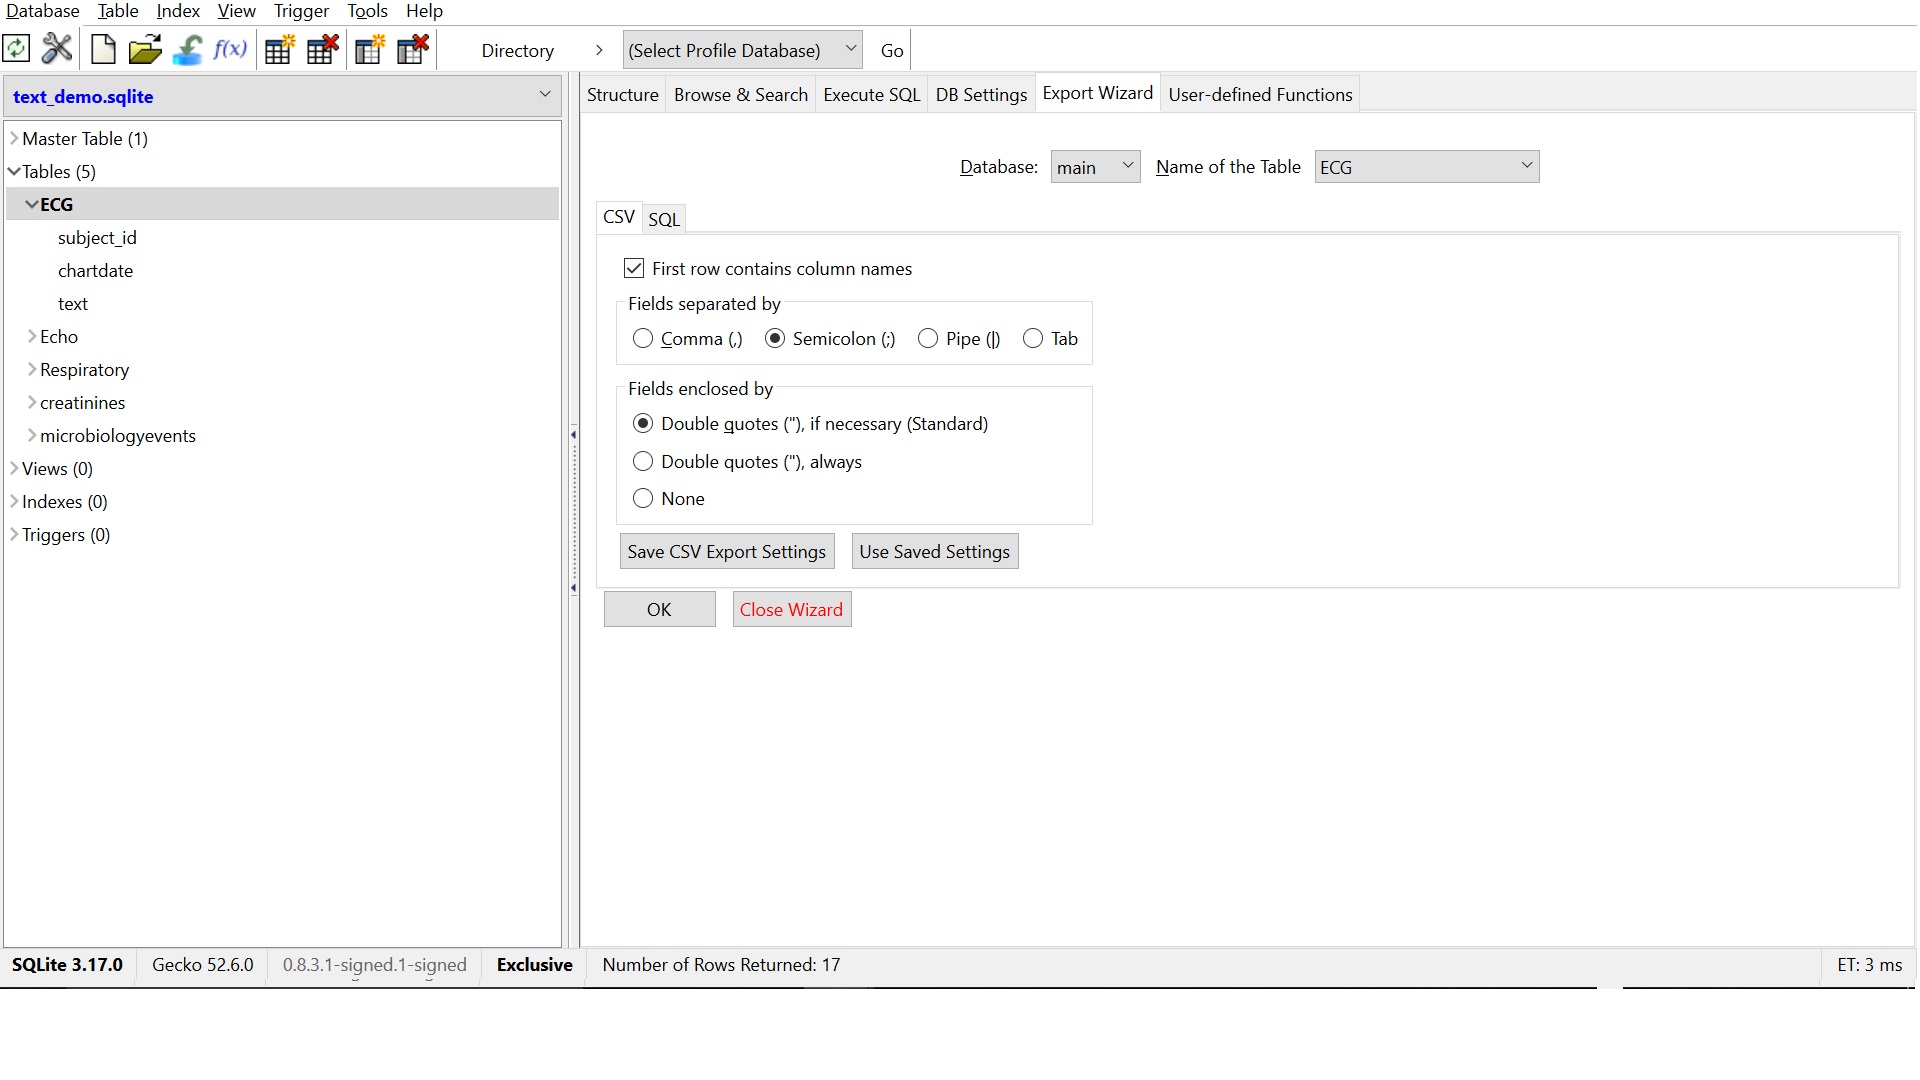 Database Table Index View Trigger Tools Help
f(x) Directory > (Select Profile Database) Go
text_demo.sqlite
Structure Browse & Search Execute SQL DB Settings Export Wizard User-defined Functions
Master Table (1)
Tables (5)
ECG
subject_id
chartdate
text
Echo
Respiratory
creatinines
microbiologyevents
Views (0)
Indexes (0)
Triggers (0)
Database: main Name of the Table ECG
CSV SQL
First row contains column names
Fields separated by
Comma (,) Semicolon (;) Pipe (|) Tab
Fields enclosed by
Double quotes ("), if necessary (Standard)
Double quotes ("), always
None
Save CSV Export Settings Use Saved Settings
OK Close Wizard
SQLite 3.17.0 Gecko 52.6.0 0.8.3.1-signed.1-signed Exclusive Number of Rows Returned: 17 ET: 3 ms